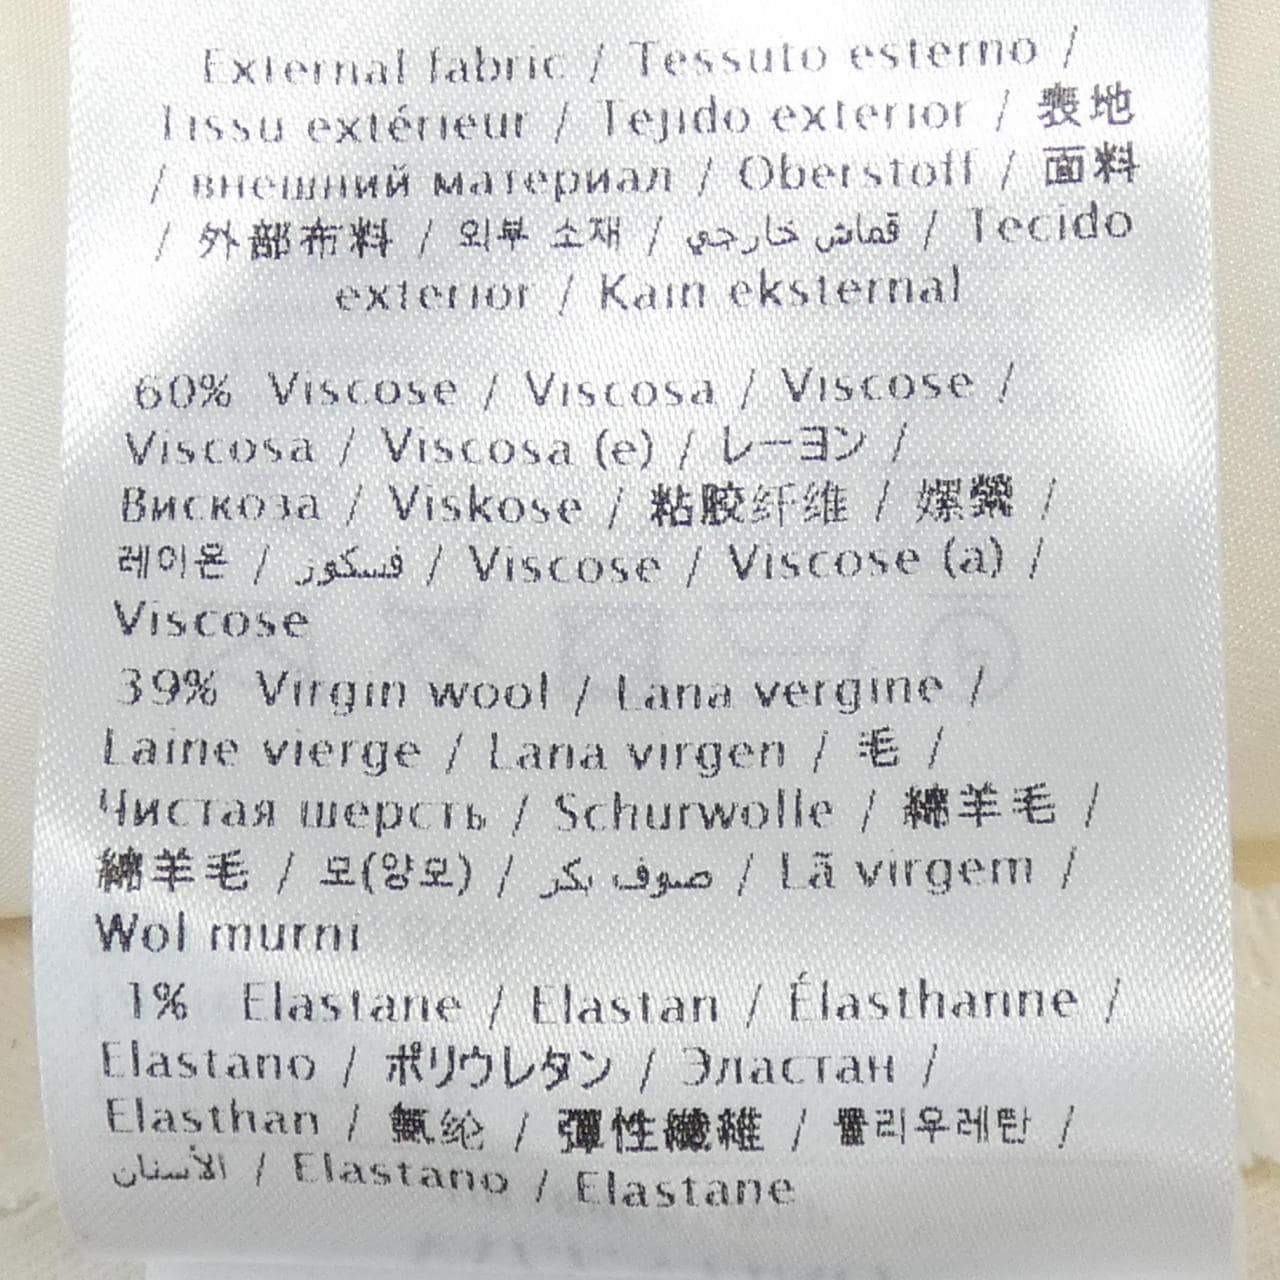 External fabric / Tessuto esterno /
Tissu extérieur / Tejido exterior / 表地
/ внешний материал / Oberstoff / 面料
/ 外部布料 / 외부 소재 / قماش خارجي / Tecido
exterior / Kain eksternal
60% Viscose / Viscosa / Viscose /
Viscosa / Viscosa (e) / レーヨン /
Вискоза / Viskose / 粘胶纤维 / 嫘縈 /
레이온 / فسكوز / Viscose / Viscose (a) /
Viscose
39% Virgin wool / Lana vergine /
Laine vierge / Lana virgen / 毛 /
Чистая шерсть / Schurwolle / 綿羊毛 /
綿羊毛 / 모(양모) / صوف بكر / Lã virgem /
Wol murni
1% Elastane / Elastan / Élasthanne /
Elastano / ポリウレタン / Эластан /
Elasthan / 氨纶 / 彈性纖維 / 폴리우레탄 /
الأستان / Elastano / Elastane